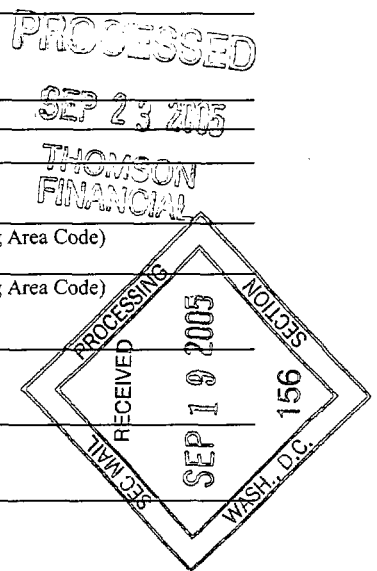 PROCESSED
SEP 23 2005
THOMSON
FINANCIAL
g Area Code)
g Area Code)
SEC MAIL
PROCESSING
SECTION
WASH., D.C.
RECEIVED
SEP 19 2005
156